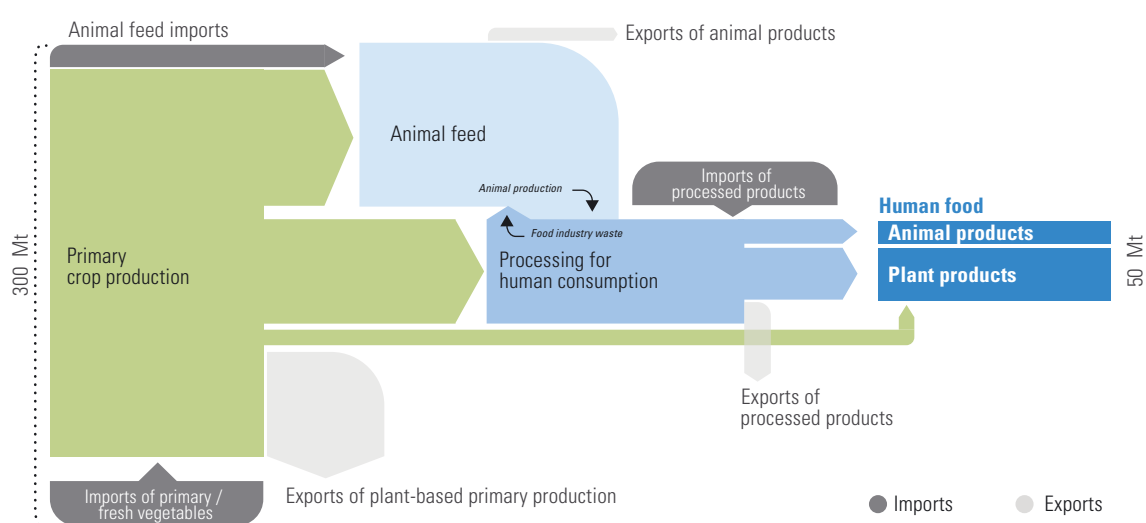 Animal feed imports
Exports of animal products
Animal feed
Animal production
Food industry waste
Imports of
processed products
Human food
Animal products
Plant products
300 Mt
50 Mt
Primary
crop production
Processing for
human consumption
Exports of
processed products
Imports of primary /
fresh vegetables
Exports of plant-based primary production
Imports
Exports